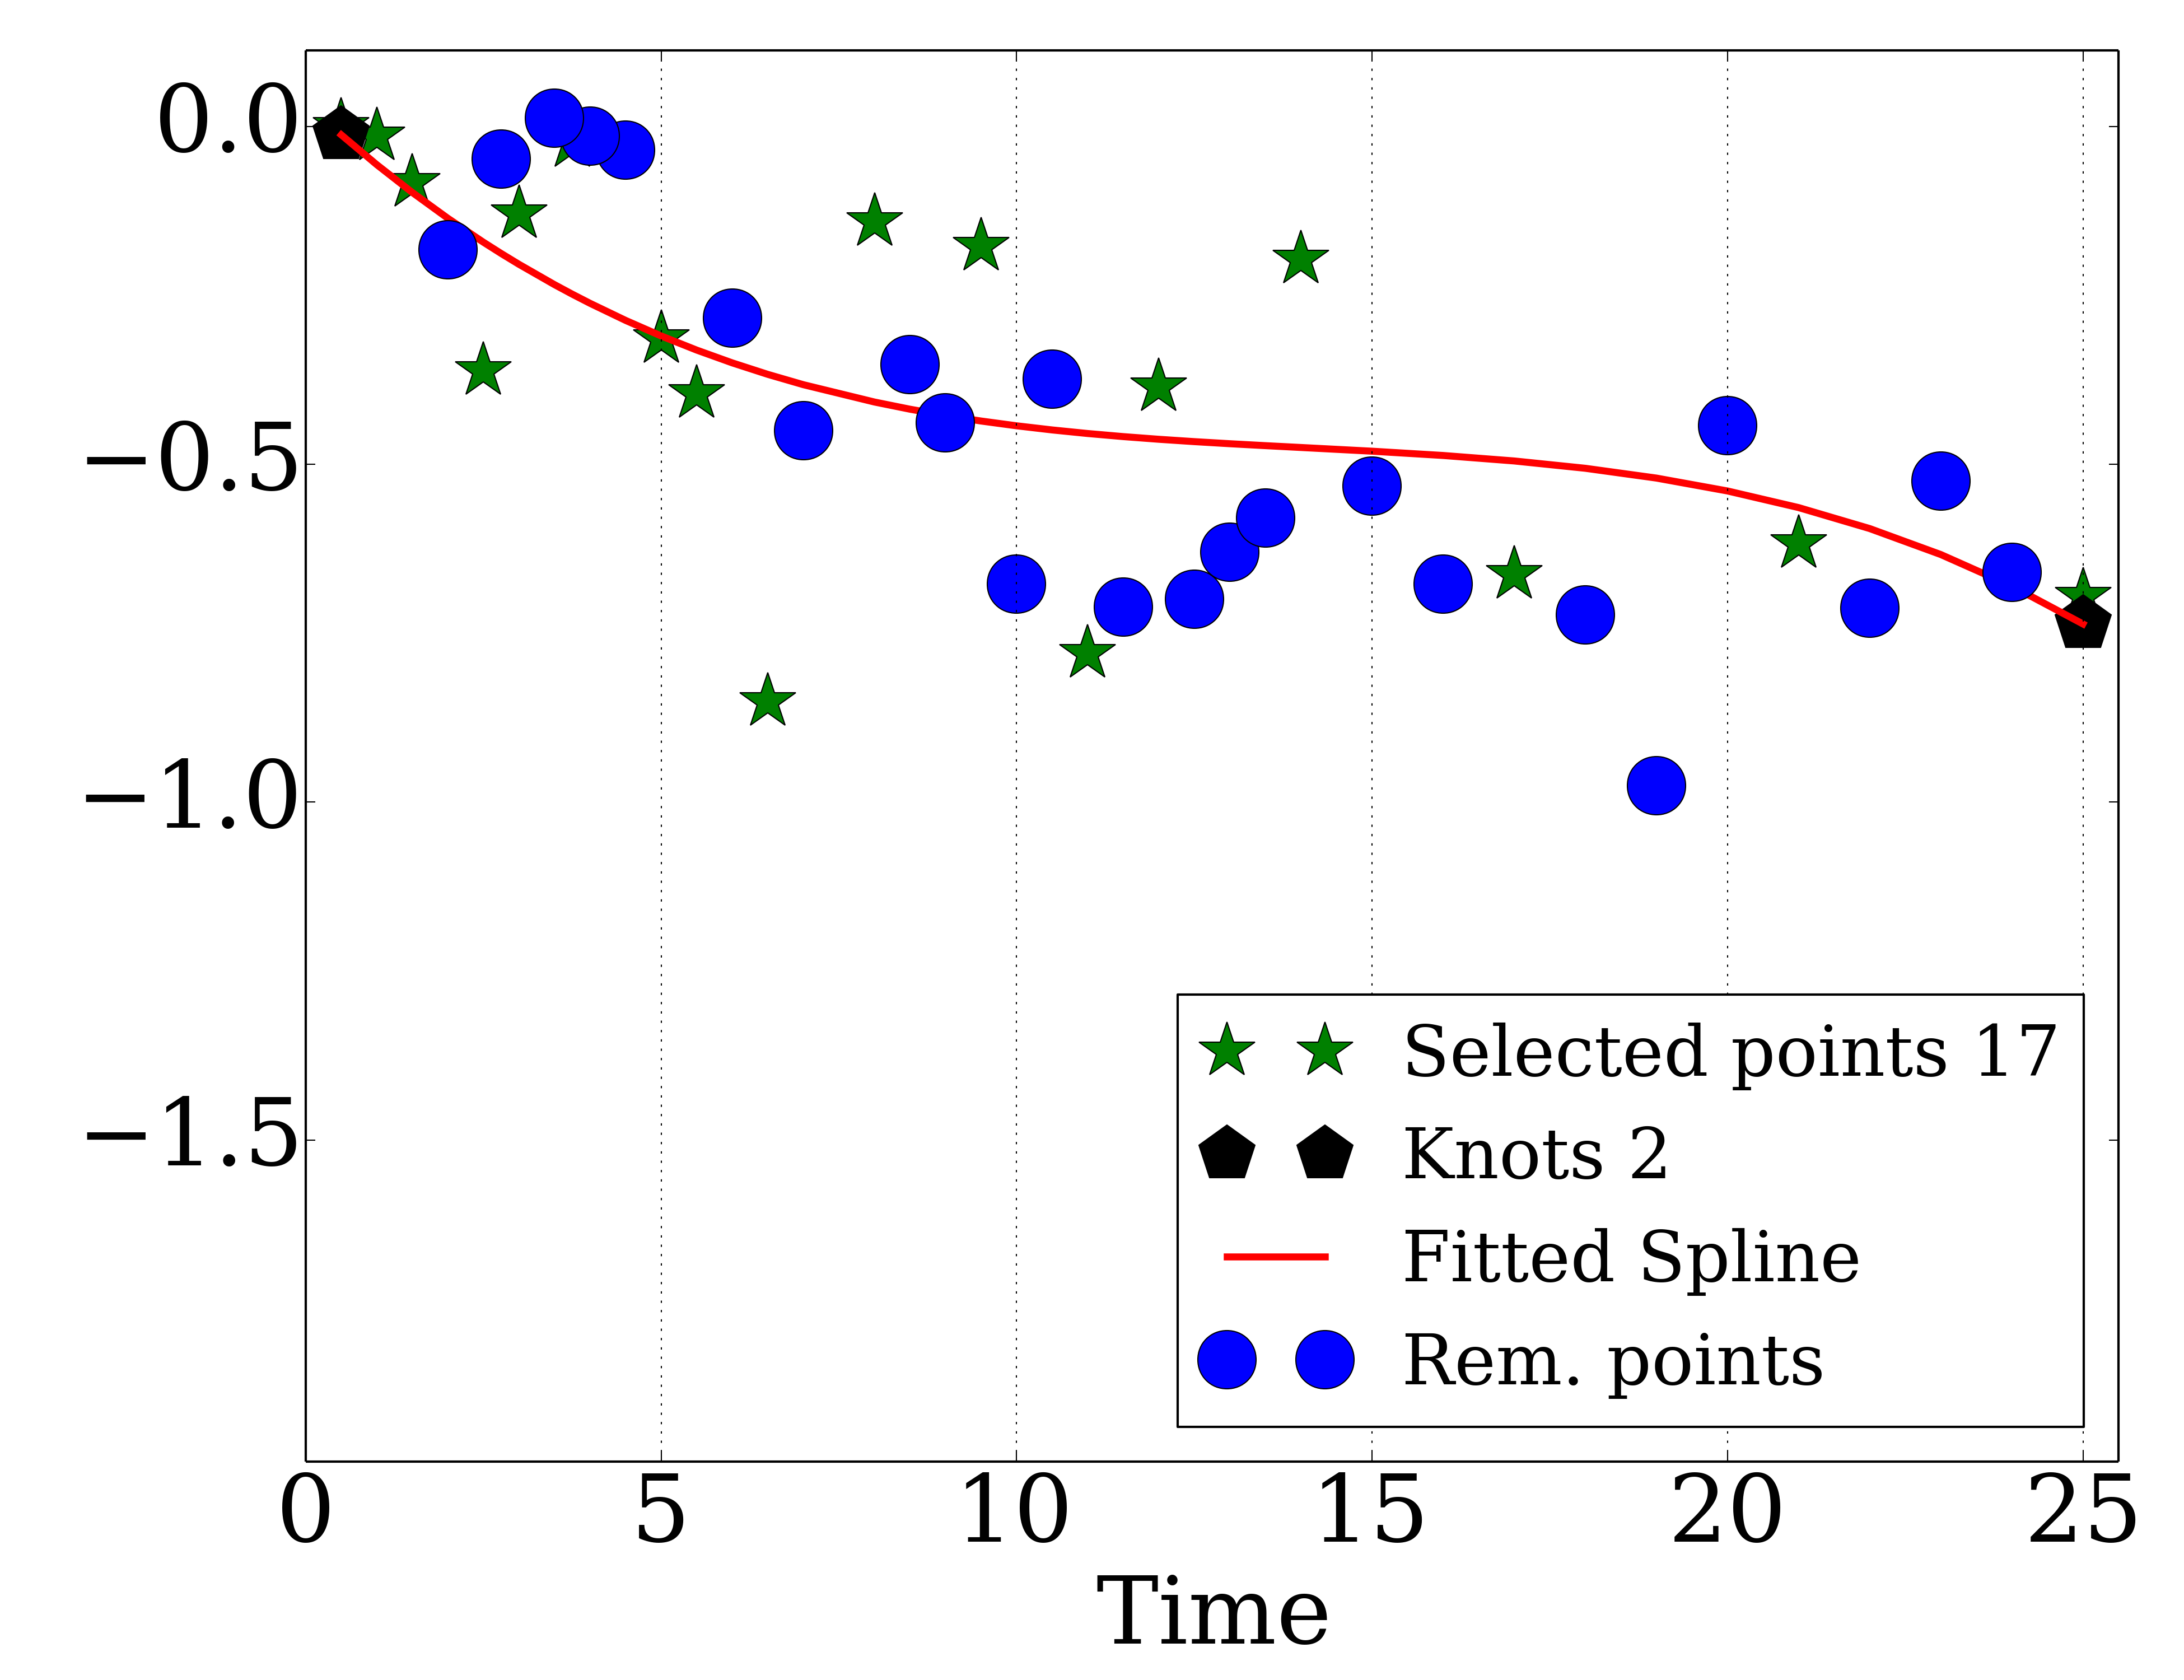 0.0
−0.5
−1.0
−1.5
Selected points 17
Knots 2
Fitted Spline
Rem. points
0 5 10 15 20 25
Time